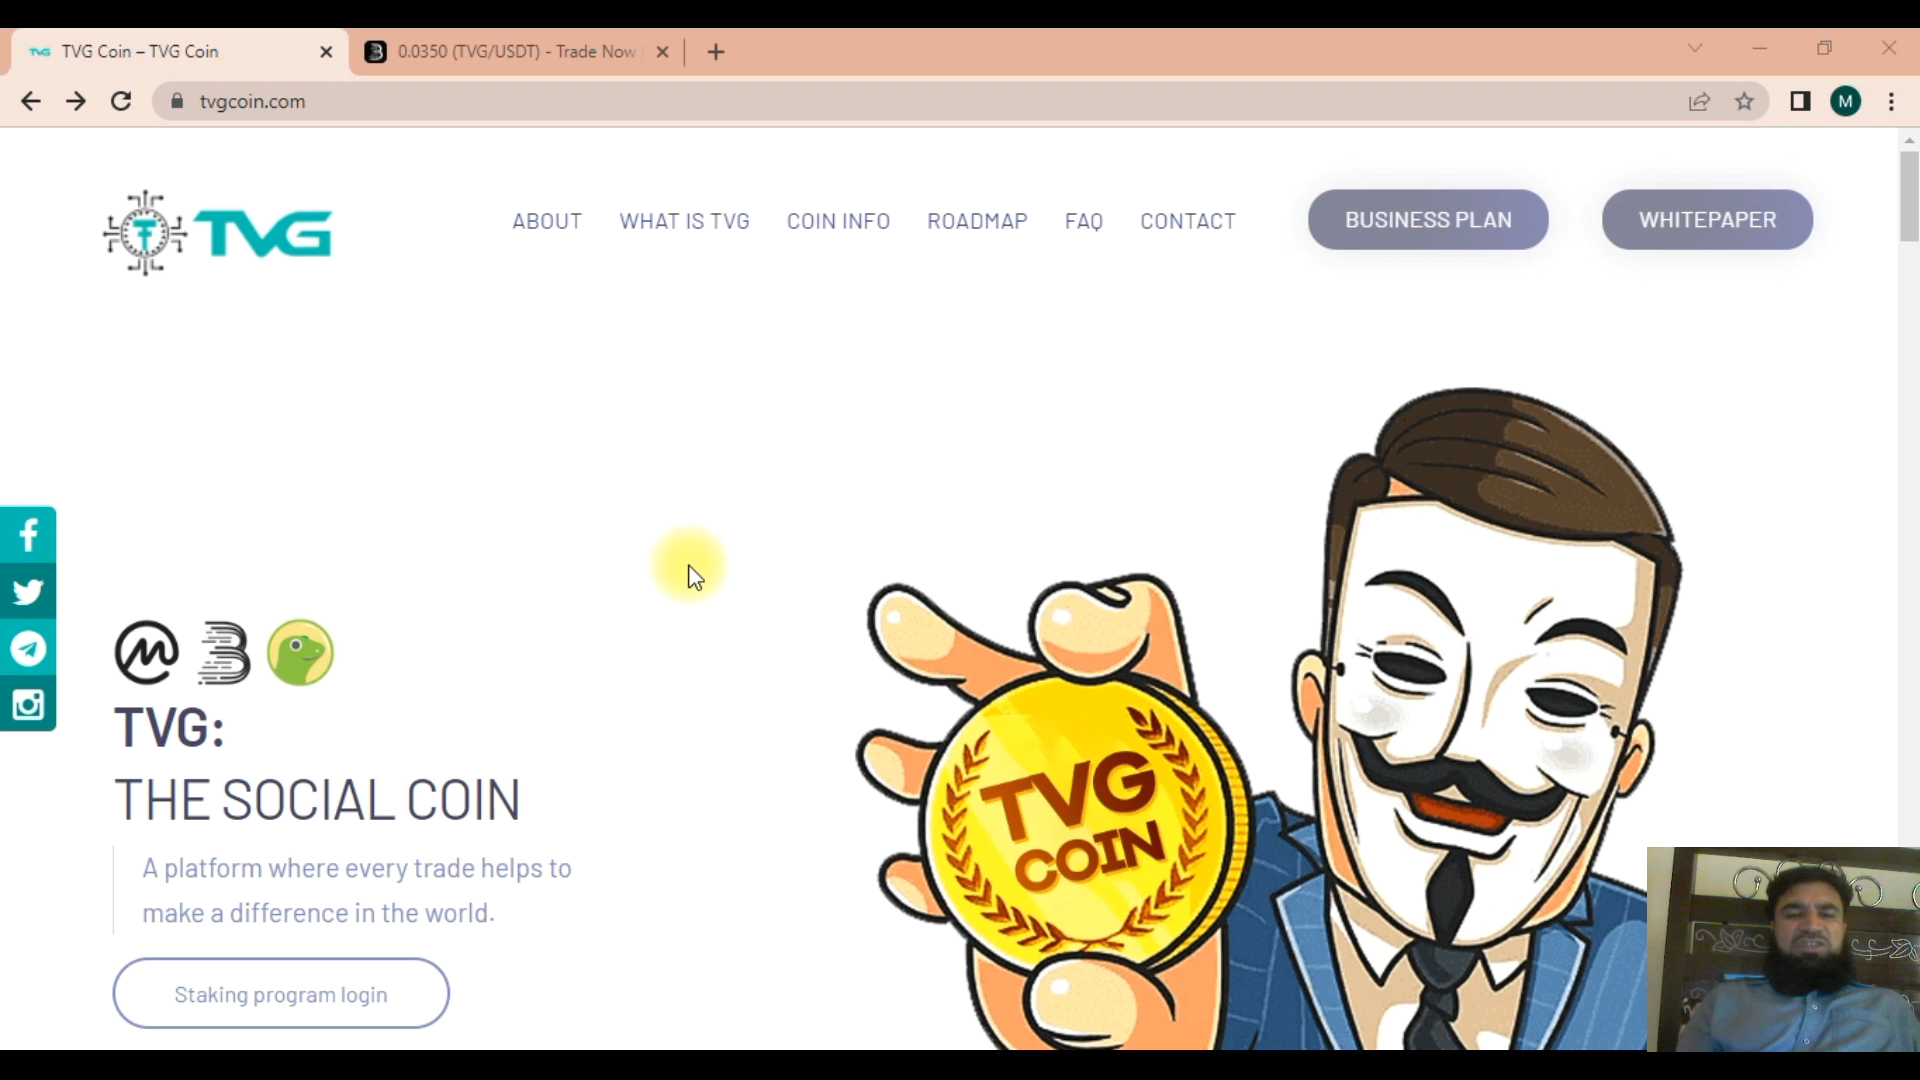 TVG Coin – TVG Coin
0.0350 (TVG/USDT) - Trade Now
tvgcoin.com
M
TVG
ABOUT
WHAT IS TVG
COIN INFO
ROADMAP
FAQ
CONTACT
BUSINESS PLAN
WHITEPAPER
TVG:
THE SOCIAL COIN
A platform where every trade helps to
make a difference in the world.
Staking program login
TVG
COIN